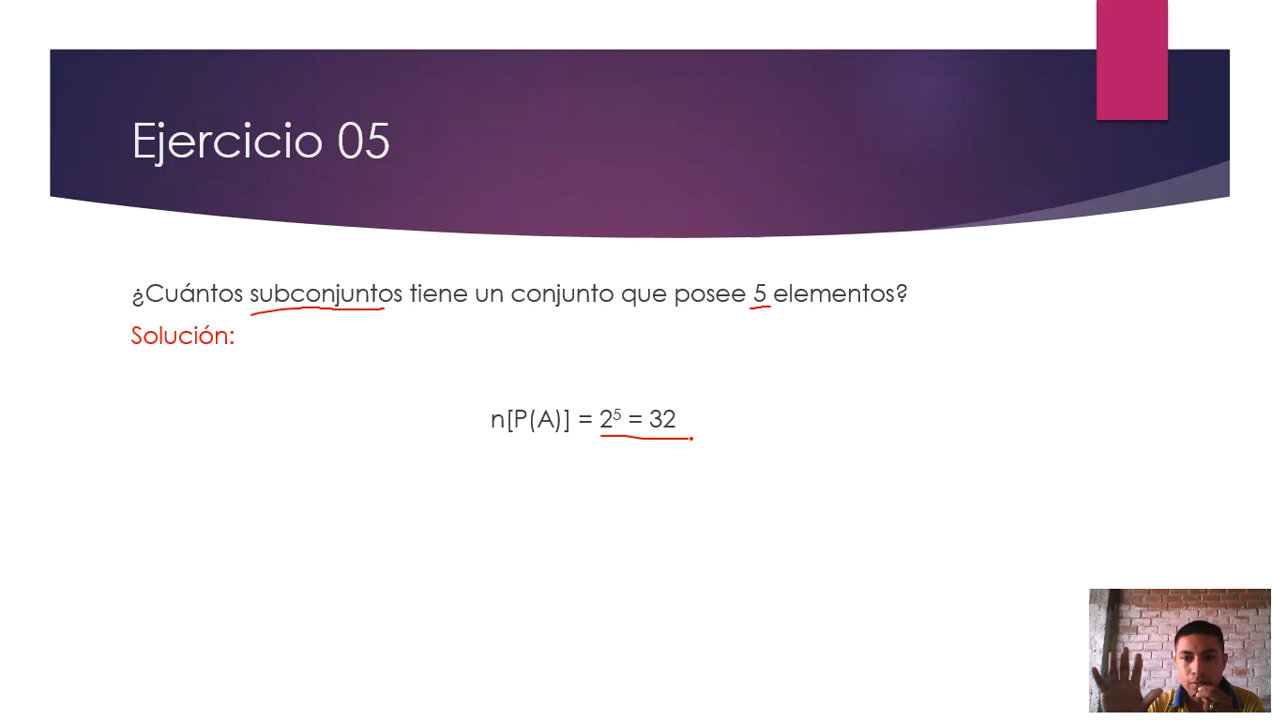 Ejercicio 05
¿Cuántos subconjuntos tiene un conjunto que posee 5 elementos?
Solución:
n[P(A)] = 2⁵ = 32